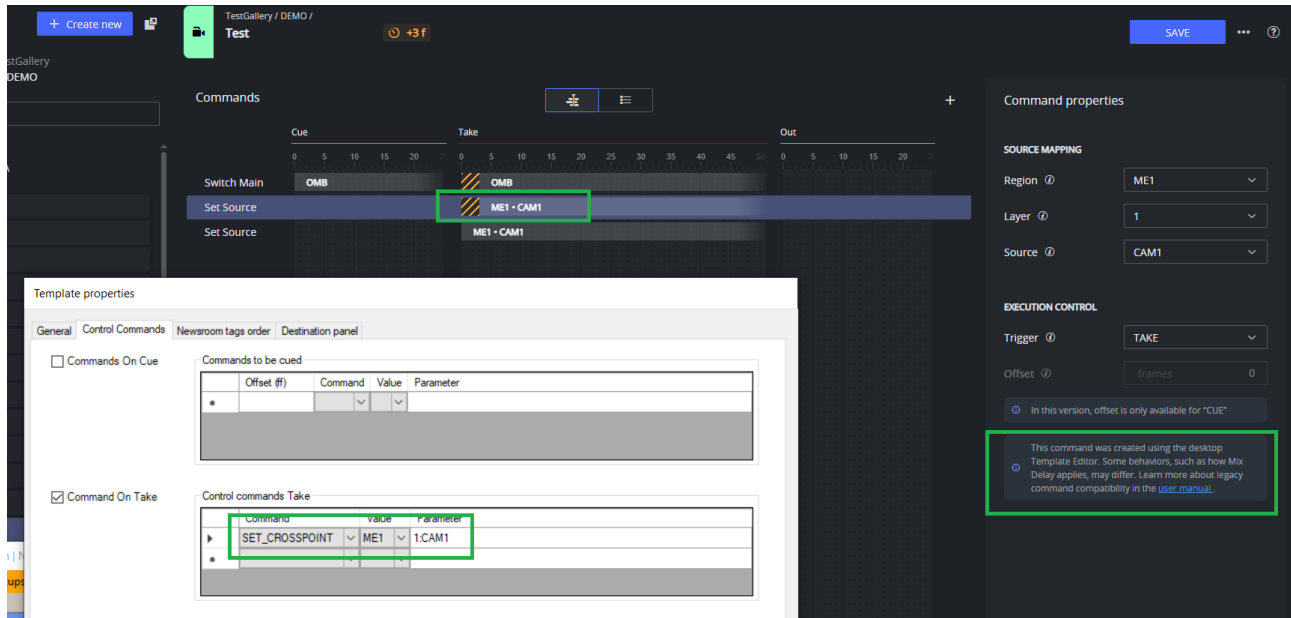 + Create new
TestGallery / DEMO /
Test
+3 f
SAVE
stGallery
DEMO
Commands
Command properties
Cue
Take
Out
0 5 10 15 20
0 5 10 15 20 25 30 35 40 45 50
0 5 10 15 20
SOURCE MAPPING
Switch Main
OMB
OMB
Region
ME1
Set Source
ME1 • CAM1
Layer
1
Set Source
ME1 • CAM1
Source
CAM1
Template properties
EXECUTION CONTROL
General
Control Commands
Newsroom tags order
Destination panel
Trigger
TAKE
Commands On Cue
Commands to be cued
Offset (ff)
Command
Value
Parameter
Offset
frames
0
In this version, offset is only available for "CUE"
This command was created using the desktop
Template Editor. Some behaviors, such as how Mix
Delay applies, may differ. Learn more about legacy
command compatibility in the user manual .
Command On Take
Control commands Take
Command
Value
Parameter
SET_CROSSPOINT
ME1
1:CAM1
ups